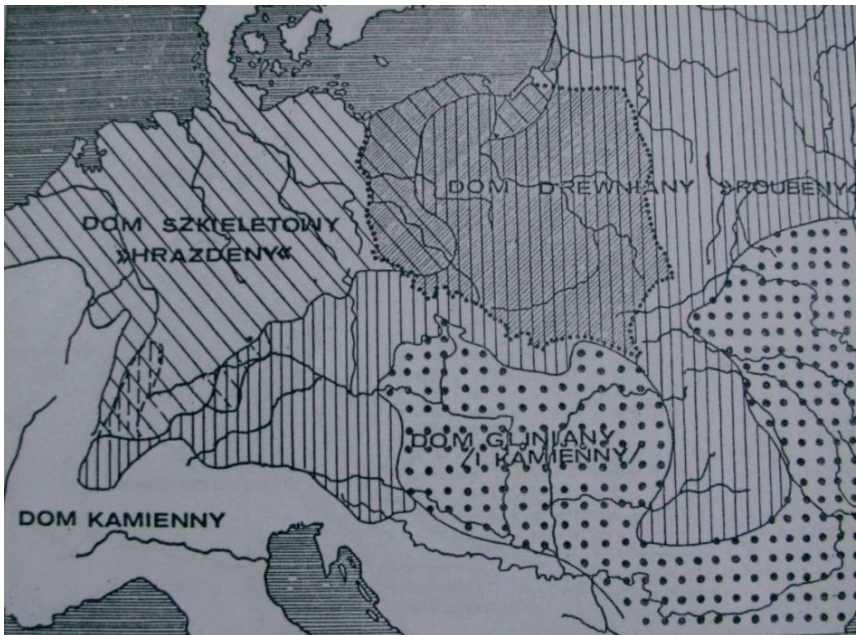 DOM DREWNIANY »ROUBENY«
DOM SZKIELETOWY
»HRAZDENY«
DOM GLINIANY
/I KAMIENNY/
DOM KAMIENNY